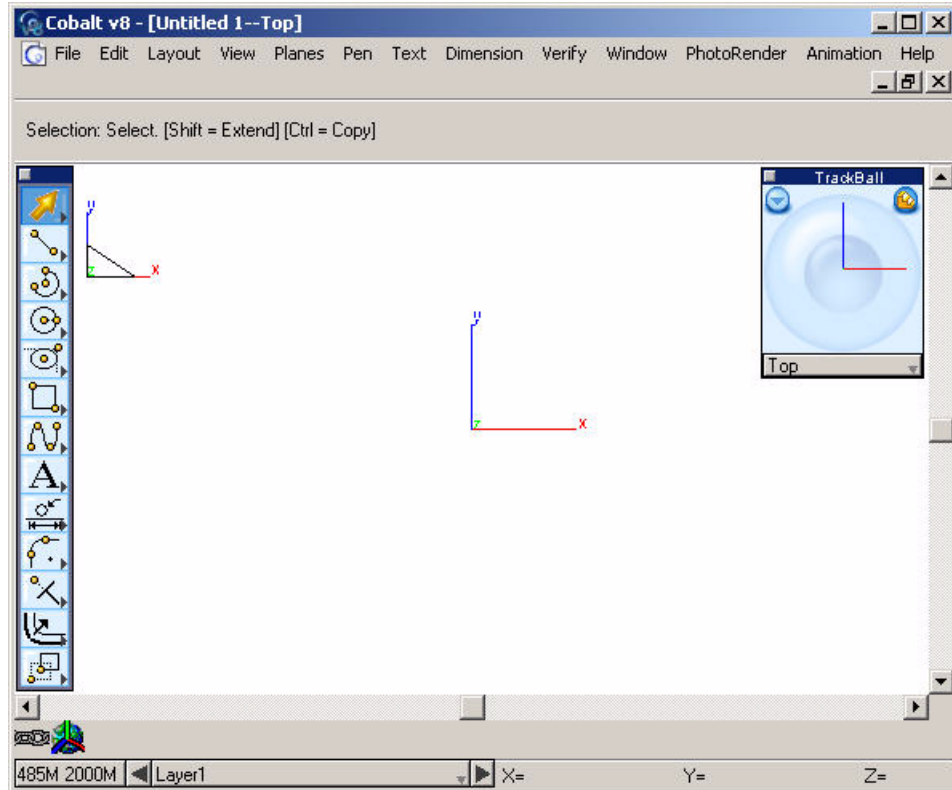 Cobalt v8 - [Untitled 1--Top]
File Edit Layout View Planes Pen Text Dimension Verify Window PhotoRender Animation Help
Selection: Select. [Shift = Extend] [Ctrl = Copy]
TrackBall
y
z x
y
z x
Top
A
485M 2000M Layer1 X= Y= Z=